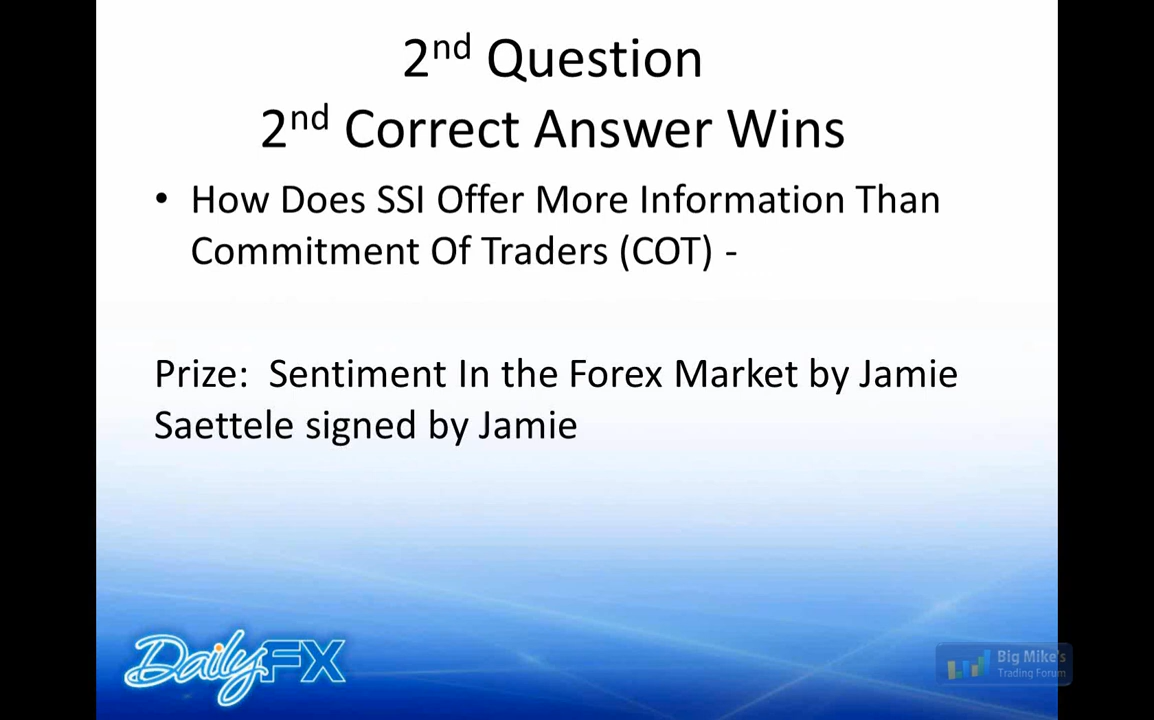 2nd Question
2nd Correct Answer Wins
• How Does SSI Offer More Information Than
Commitment Of Traders (COT) -
Prize:  Sentiment In the Forex Market by Jamie
Saettele signed by Jamie
DailyFX
Big Mike's
Trading Forum